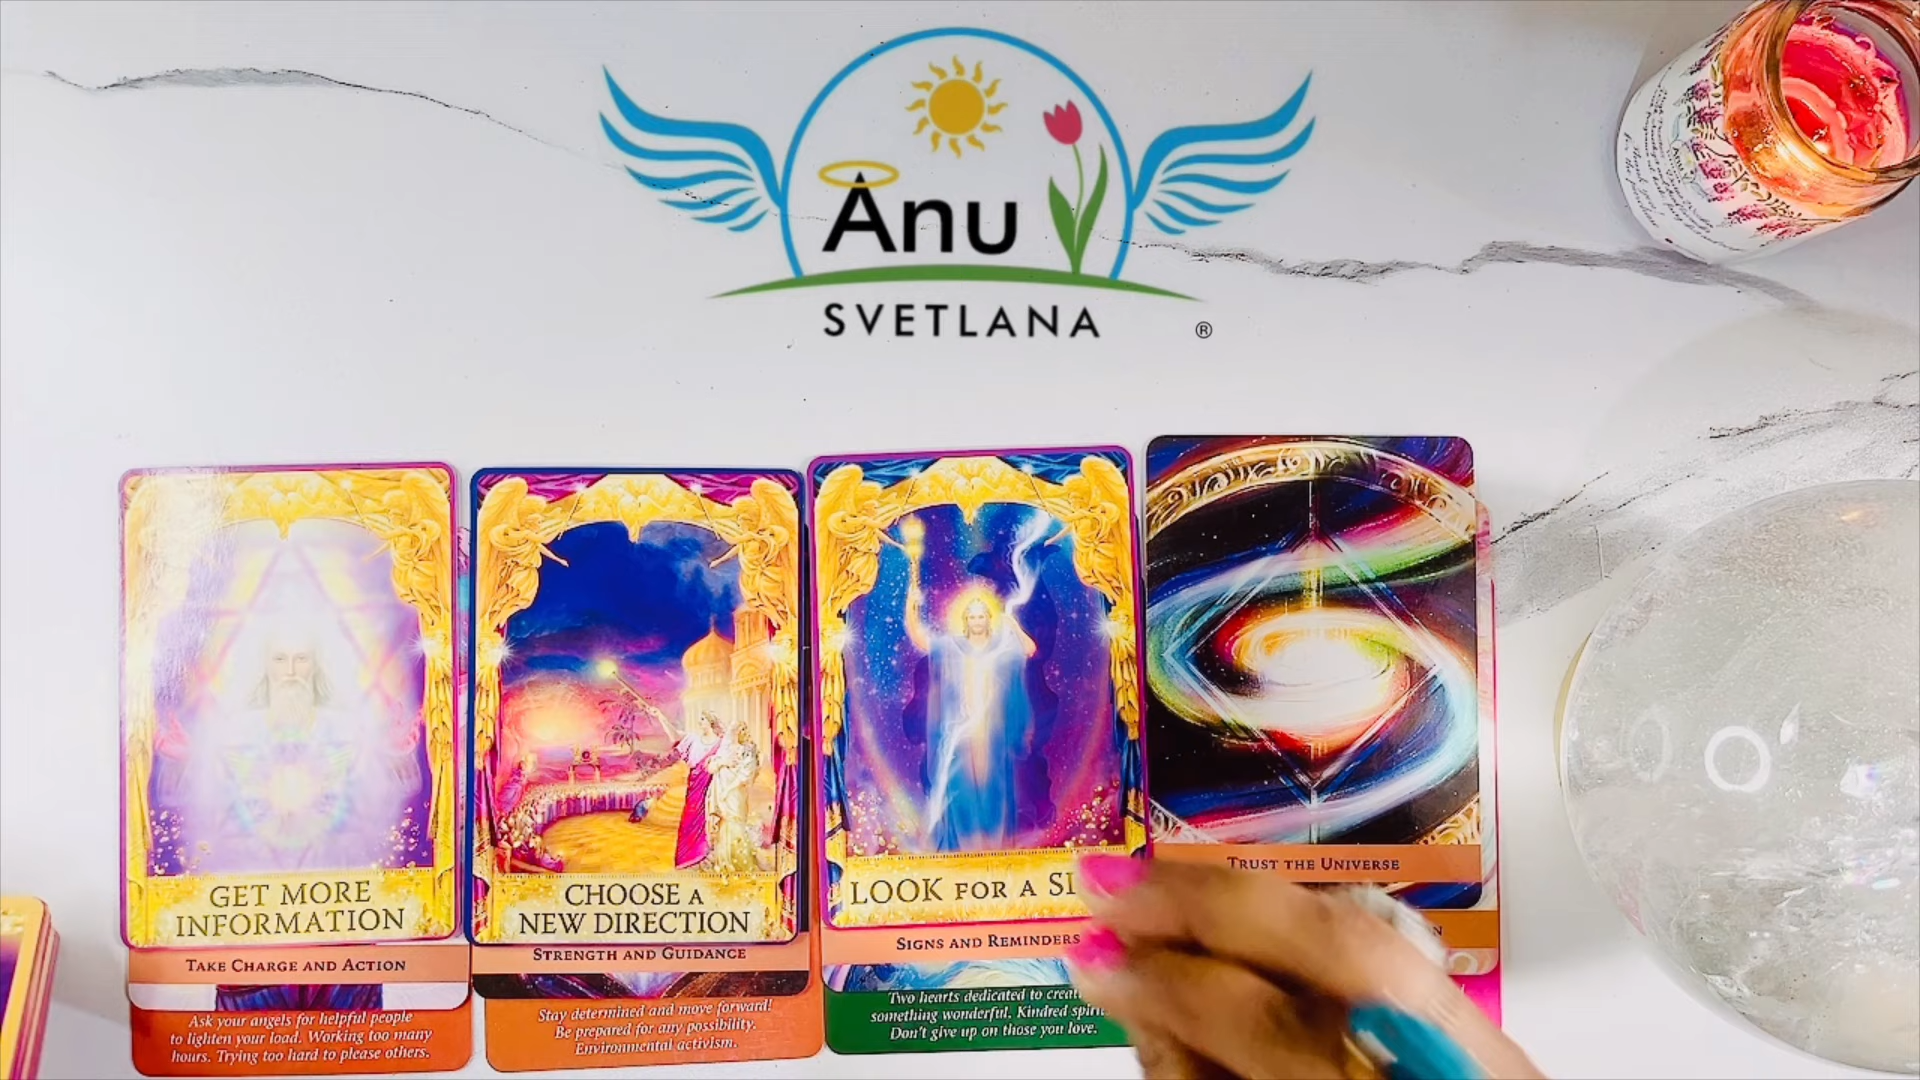 Anu
SVETLANA
®
GET MORE
INFORMATION
TAKE CHARGE AND ACTION
Ask your angels for helpful people
to lighten your load. Working too many
hours. Trying too hard to please others.
CHOOSE A
NEW DIRECTION
STRENGTH AND GUIDANCE
Stay determined and move forward!
Be prepared for any possibility.
Environmental activism.
LOOK FOR A SI
SIGNS AND REMINDERS
Two hearts dedicated to
something wonderful. Kindred
Don't give up on those you love.
TRUST THE UNIVERSE